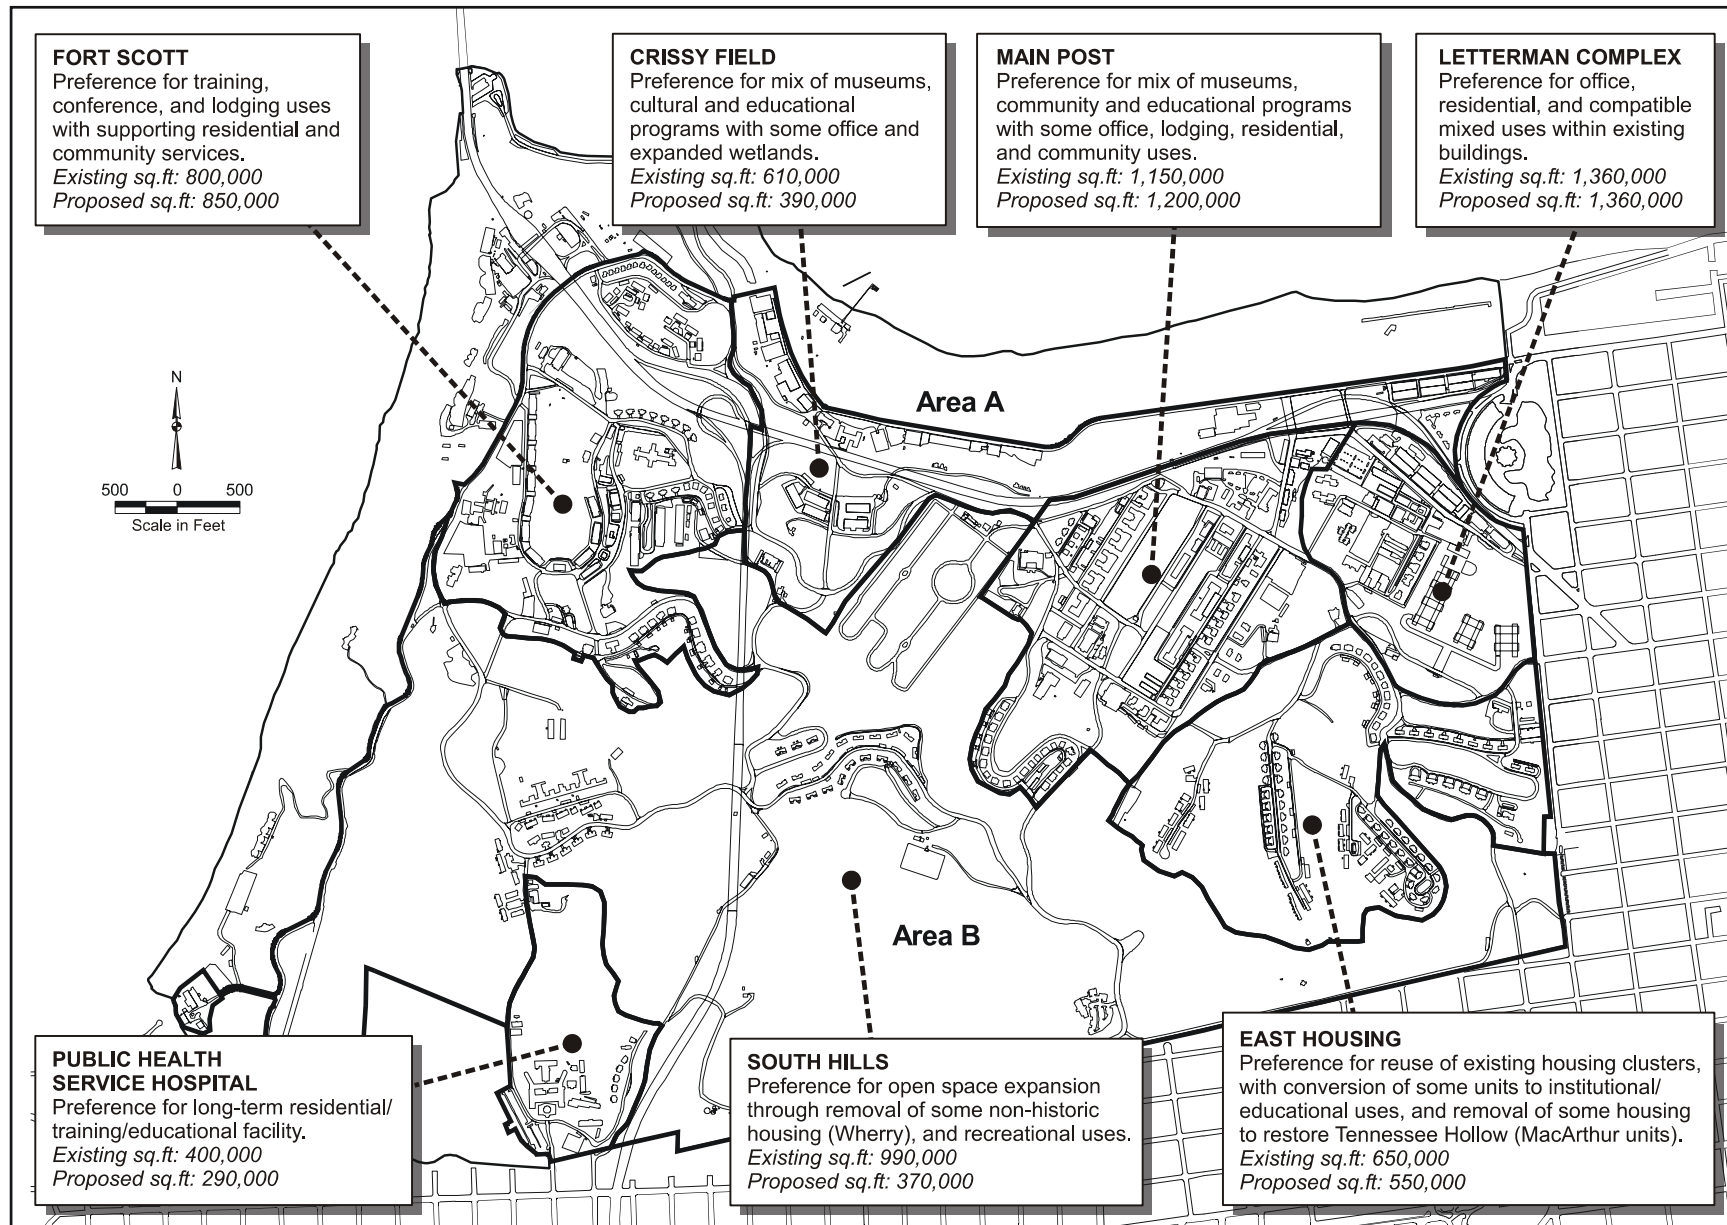 FORT SCOTT
Preference for training,
conference, and lodging uses
with supporting residential and
community services.
Existing sq.ft: 800,000
Proposed sq.ft: 850,000
CRISSY FIELD
Preference for mix of museums,
cultural and educational
programs with some office and
expanded wetlands.
Existing sq.ft: 610,000
Proposed sq.ft: 390,000
MAIN POST
Preference for mix of museums,
community and educational programs
with some office, lodging, residential,
and community uses.
Existing sq.ft: 1,150,000
Proposed sq.ft: 1,200,000
LETTERMAN COMPLEX
Preference for office,
residential, and compatible
mixed uses within existing
buildings.
Existing sq.ft: 1,360,000
Proposed sq.ft: 1,360,000
N
500 0 500
Scale in Feet
Area A
Area B
PUBLIC HEALTH
SERVICE HOSPITAL
Preference for long-term residential/
training/educational facility.
Existing sq.ft: 400,000
Proposed sq.ft: 290,000
SOUTH HILLS
Preference for open space expansion
through removal of some non-historic
housing (Wherry), and recreational uses.
Existing sq.ft: 990,000
Proposed sq.ft: 370,000
EAST HOUSING
Preference for reuse of existing housing clusters,
with conversion of some units to institutional/
educational uses, and removal of some housing
to restore Tennessee Hollow (MacArthur units).
Existing sq.ft: 650,000
Proposed sq.ft: 550,000